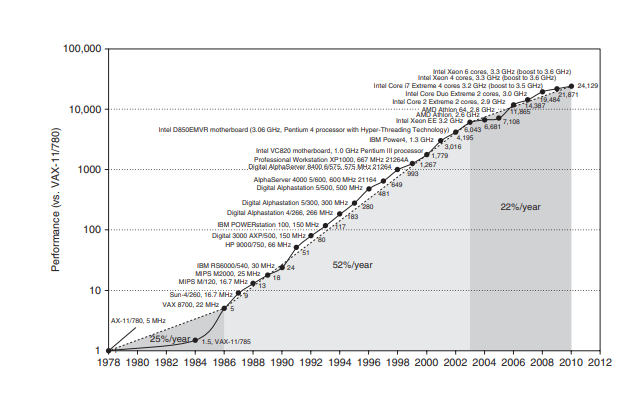 100,000
10,000
1000
100
10
1
Performance (vs. VAX-11/780)
Intel Xeon 6 cores, 3.3 GHz (boost to 3.6 GHz)
Intel Xeon 4 cores, 3.3 GHz (boost to 3.6 GHz)
Intel Core i7 Extreme 4 cores 3.2 GHz (boost to 3.5 GHz)
24,129
Intel Core Duo Extreme 2 cores, 3.0 GHz
21,871
Intel Core 2 Extreme 2 cores, 2.9 GHz
19,484
14,387
AMD Athlon 64, 2.8 GHz
11,865
AMD Athlon, 2.6 GHz
Intel Xeon EE 3.2 GHz
7,108
6,043
6,681
Intel D850EMVR motherboard (3.06 GHz, Pentium 4 processor with Hyper-Threading Technology)
4,195
IBM Power4, 1.3 GHz
3,016
Intel VC820 motherboard, 1.0 GHz Pentium III processor
1,779
Professional Workstation XP1000, 667 MHz 21264A
1,267
Digital AlphaServer 8400 6/575, 575 MHz 21264
993
AlphaServer 4000 5/600, 600 MHz 21164
649
Digital Alphastation 5/500, 500 MHz
481
Digital Alphastation 5/300, 300 MHz
280
22%/year
Digital Alphastation 4/266, 266 MHz
183
IBM POWERstation 100, 150 MHz
117
Digital 3000 AXP/500, 150 MHz
80
HP 9000/750, 66 MHz
51
52%/year
IBM RS6000/540, 30 MHz
24
MIPS M2000, 25 MHz
18
MIPS M/120, 16.7 MHz
13
Sun-4/260, 16.7 MHz
9
VAX 8700, 22 MHz
5
AX-11/780, 5 MHz
25%/year
1.5, VAX-11/785
1978 1980 1982 1984 1986 1988 1990 1992 1994 1996 1998 2000 2002 2004 2006 2008 2010 2012